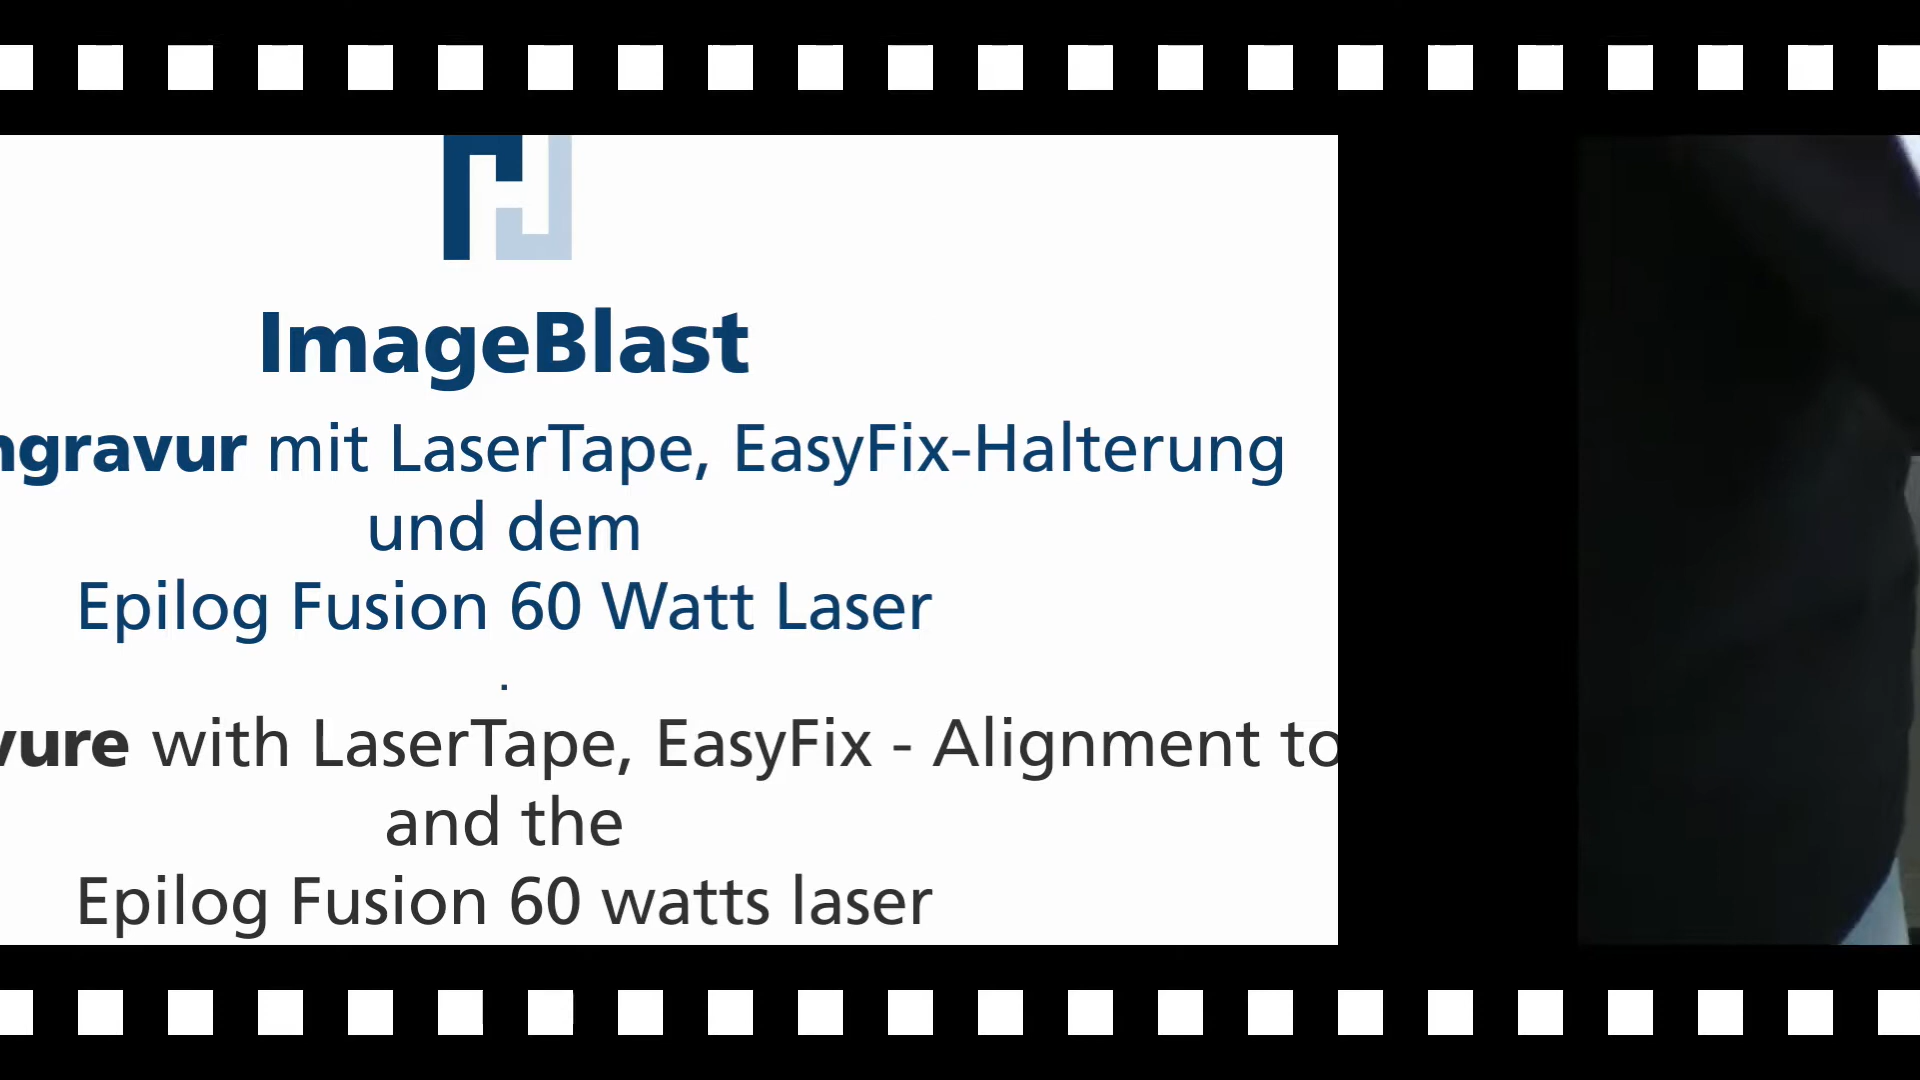 ImageBlast
ngravur mit LaserTape, EasyFix-Halterung
und dem
Epilog Fusion 60 Watt Laser
.
vure with LaserTape, EasyFix - Alignment to
and the
Epilog Fusion 60 watts laser